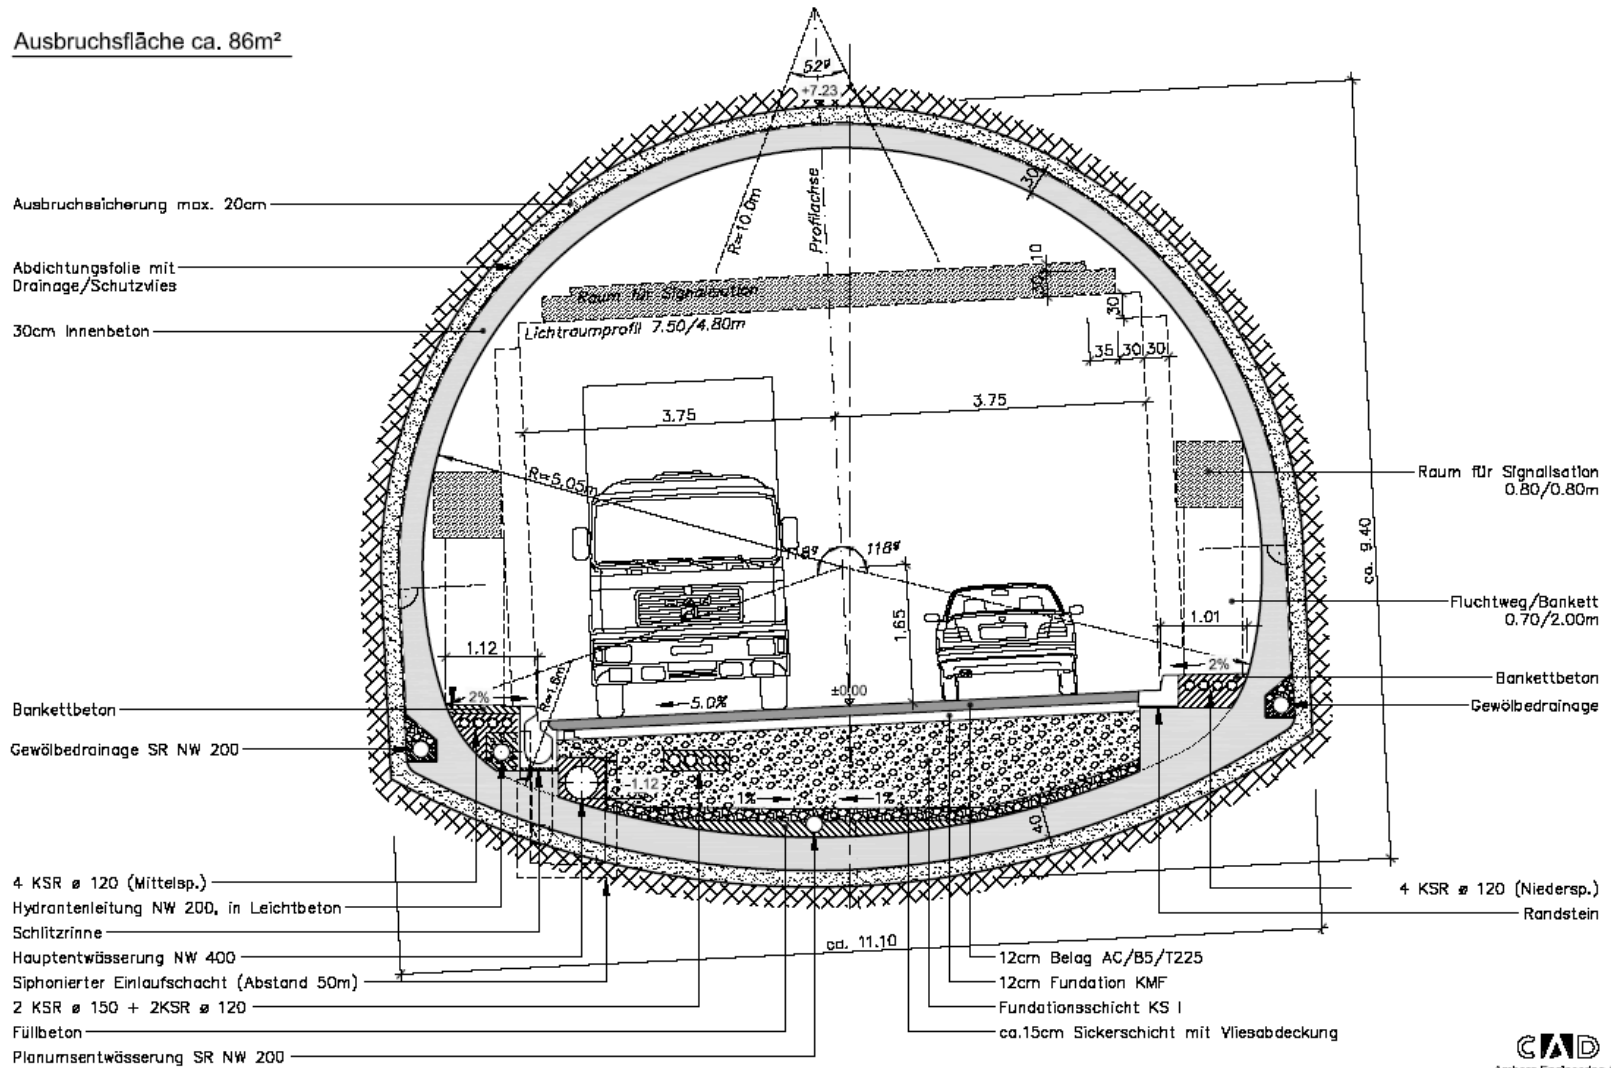 Ausbruchsfläche ca. 86m²
52ᵍ
+7.23
Ausbruchssicherung max. 20cm
Abdichtungsfolie mit
Drainage/Schutzvlies
30cm Innenbeton
R=10.0m
Profilachse
30
10
30
Raum für Signalisation
Lichtraumprofil 7.50/4.80m
35
30
30
3.75
3.75
R=5.05m
118ᵍ
118ᵍ
Raum für Signalisation
0.80/0.80m
ca. 9.40
Fluchtweg/Bankett
0.70/2.00m
1.65
1.12
1.01
2%
2%
R=1.8m
5.0%
±0.00
Bankettbeton
Bankettbeton
Gewölbedrainage
Gewölbedrainage SR NW 200
-1.12
1%
1%
40
4 KSR ø 120 (Mittelsp.)
Hydrantenleitung NW 200, in Leichtbeton
Schlitzrinne
Hauptentwässerung NW 400
Siphonierter Einlaufschacht (Abstand 50m)
2 KSR ø 150 + 2KSR ø 120
Füllbeton
Planumsentwässerung SR NW 200
ca. 11.10
4 KSR ø 120 (Niedersp.)
Randstein
12cm Belag AC/B5/T225
12cm Fundation KMF
Fundationsschicht KS I
ca.15cm Sickerschicht mit Vliesabdeckung
CAD